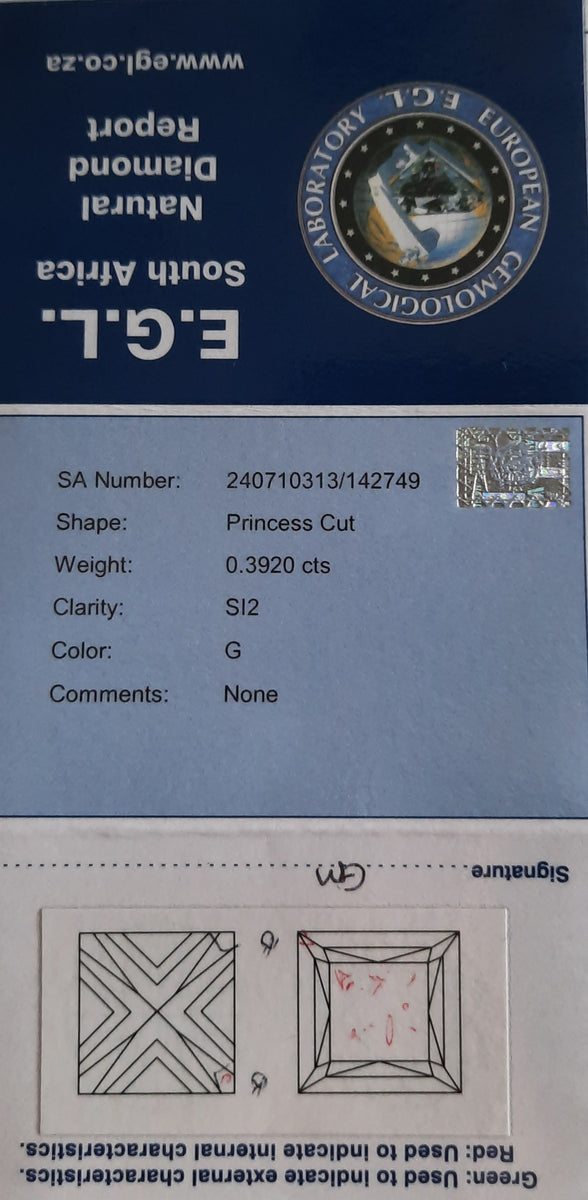 E.G.L.
South Africa
Natural
Diamond
Report
www.egl.co.za
EUROPEAN GEMOLOGICAL LABORATORY
E.G.L.
SA Number: 240710313/142749
Shape: Princess Cut
Weight: 0.3920 cts
Clarity: SI2
Color: G
Comments: None
Green: Used to indicate external characteristics.
Red: Used to indicate internal characteristics.
Signature